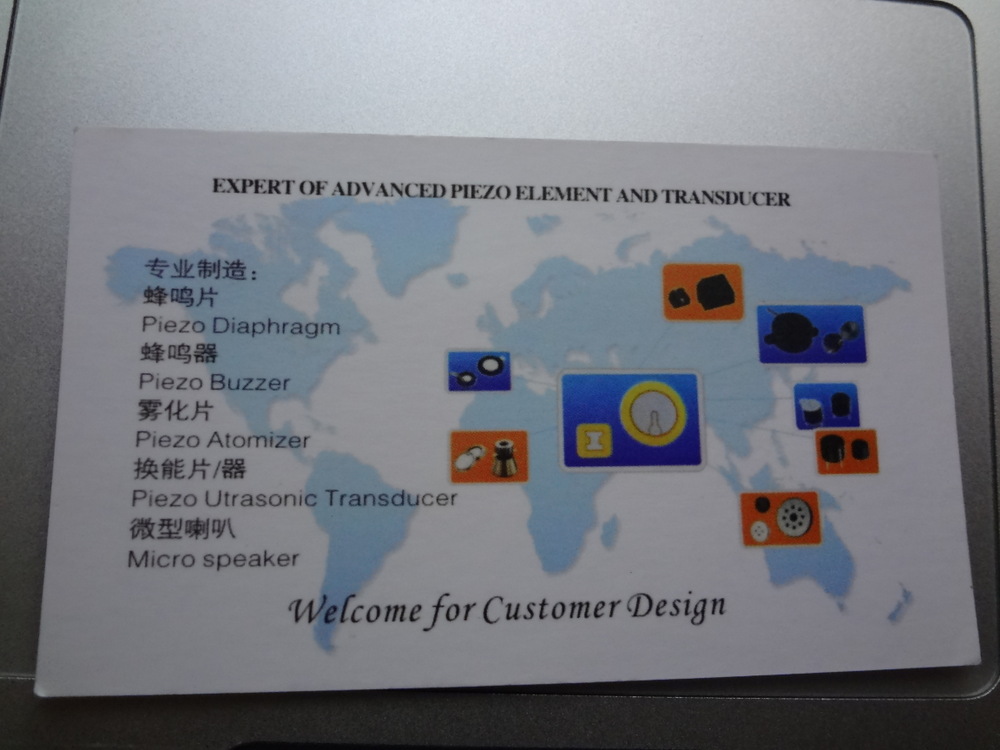 EXPERT OF ADVANCED PIEZO ELEMENT AND TRANSDUCER
专业制造：
蜂鸣片
Piezo Diaphragm
蜂鸣器
Piezo Buzzer
雾化片
Piezo Atomizer
换能片/器
Piezo Utrasonic Transducer
微型喇叭
Micro speaker
Welcome for Customer Design